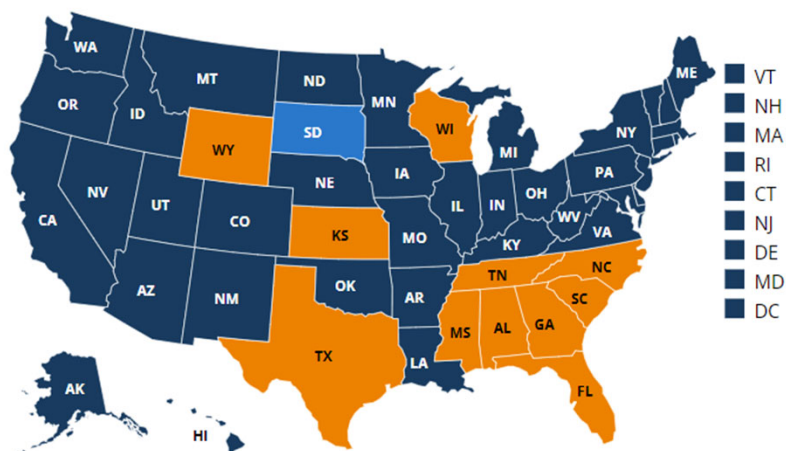 WA
MT
ND
MN
ME
VT
OR
ID
SD
WI
NH
WY
MI
NY
MA
IA
PA
RI
NE
NV
UT
CO
IL
IN
OH
CT
CA
KS
MO
WV
VA
NJ
KY
DE
AZ
NM
OK
AR
TN
NC
MD
SC
DC
MS
AL
GA
TX
LA
FL
AK
HI